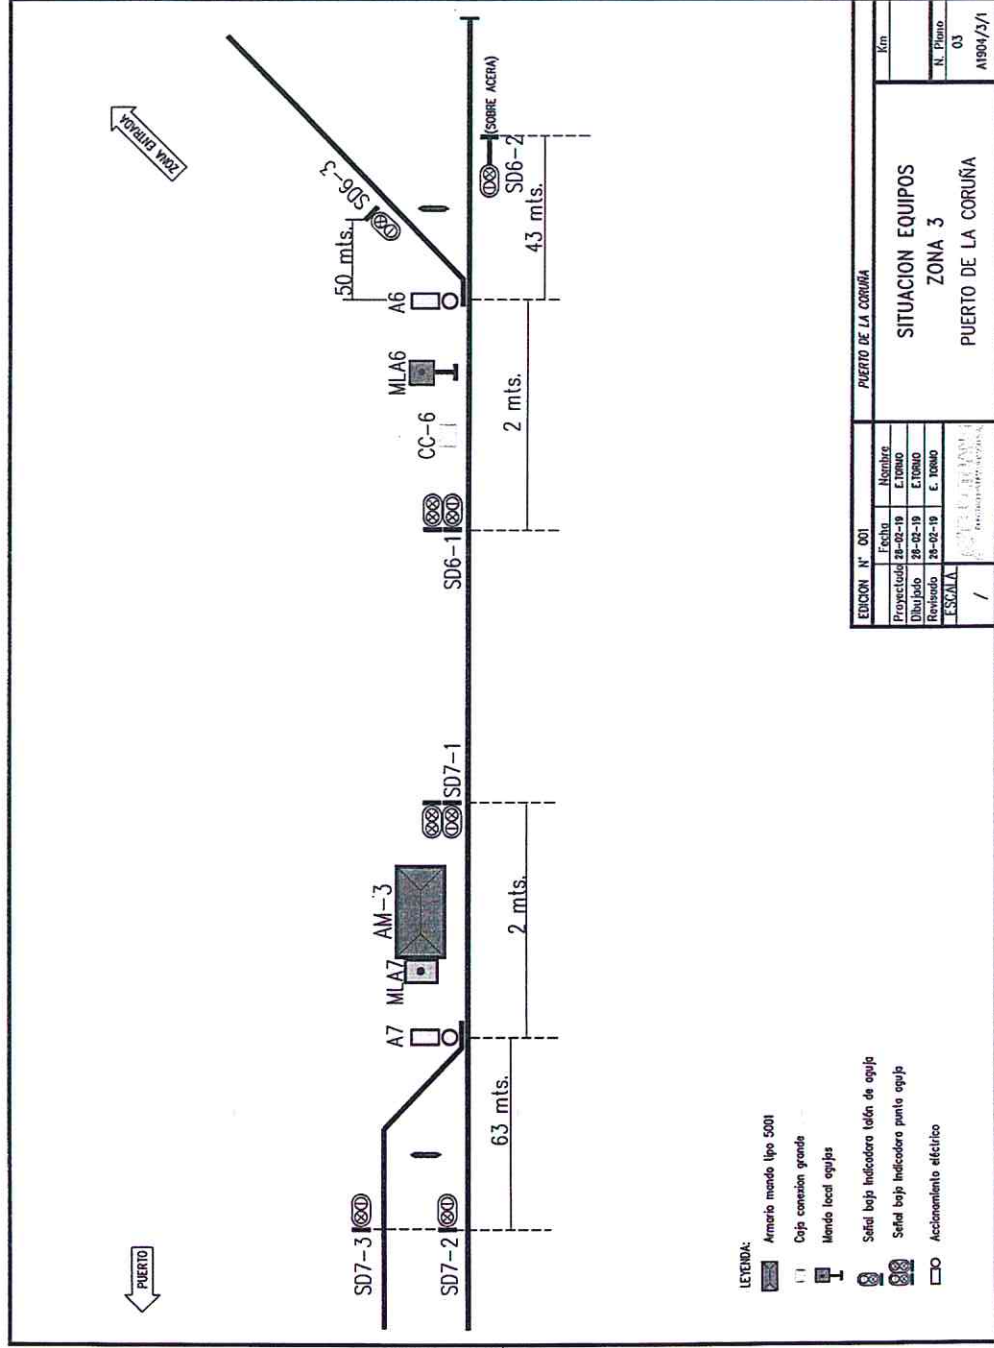 PUERTO
ZONA ENTRADA
SD7-3
SD7-2
63 mts.
A7
MLA7
AM-3
2 mts.
SD7-1
SD6-1
CC-6
MLA6
A6
2 mts.
50 mts.
SD6-3
43 mts.
SD6-2
(SOBRE ACERA)
LEYENDA:
Armario mando tipo 5001
Caja conexion grande
Mando local agujas
Señal baja indicadora talón de aguja
Señal baja indicadora punta aguja
Accionamiento eléctrico
EDICION Nº 001
PUERTO DE LA CORUÑA
Fecha Nombre
Proyectado 28-02-19 E.TORMO
Dibujado 28-02-19 E.TORMO
Revisado 28-02-19 E. TORMO
ESCALA
/
SITUACION EQUIPOS
ZONA 3
PUERTO DE LA CORUÑA
Km
N. Plano
03
A1904/3/1